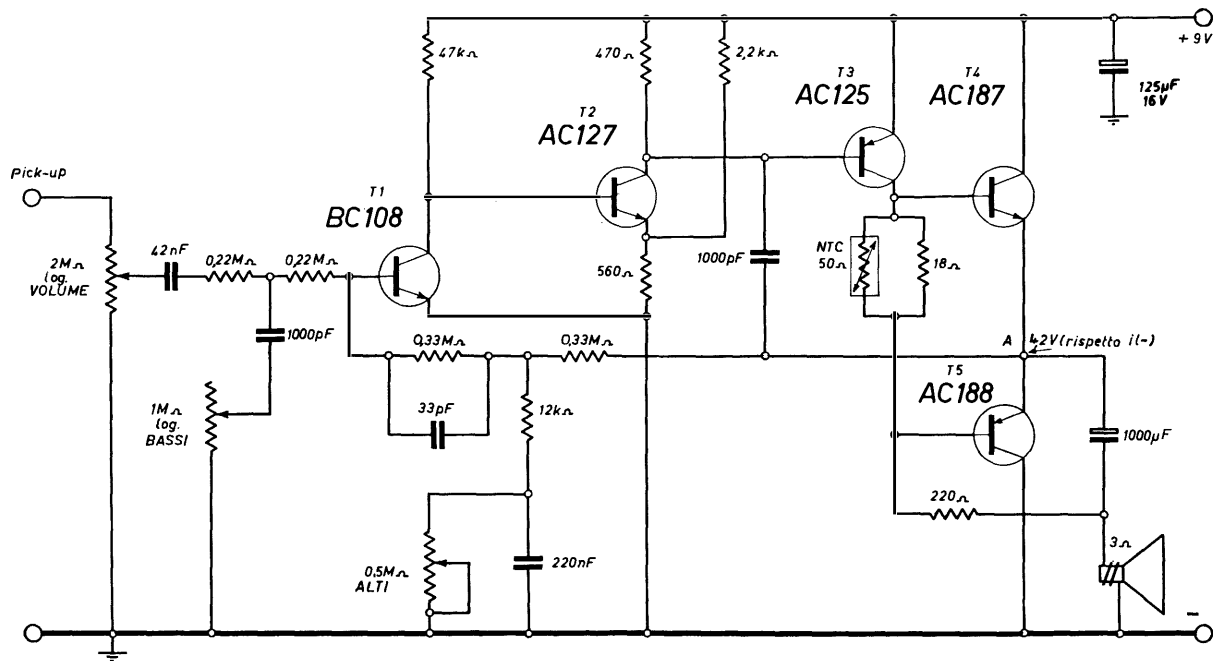 +9V
47kΩ
470Ω
2,2kΩ
T3
AC125
T4
AC187
125µF
16V
T2
AC127
Pick-up
T1
BC108
42nF
0,22MΩ
0,22MΩ
2MΩ
log.
VOLUME
1000pF
560Ω
1000pF
NTC
50Ω
18Ω
0,33MΩ
0,33MΩ
A
4,2V (rispetto il-)
T5
AC188
33pF
12kΩ
1MΩ
log.
BASSI
1000µF
220Ω
0,5MΩ
ALTI
220nF
3Ω
-